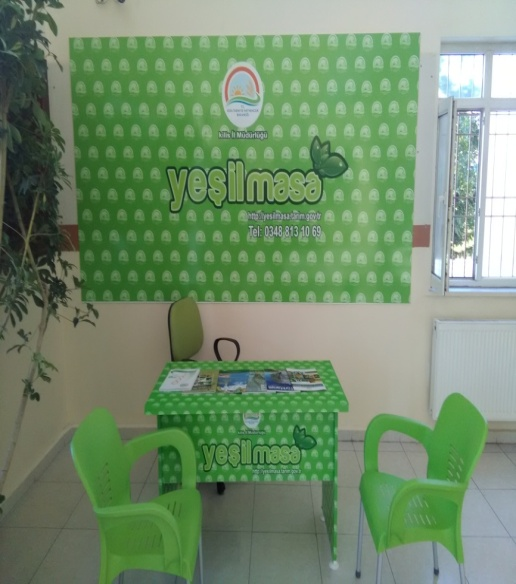 Kilis İl Müdürlüğü
yeşilmasa
http://yesilmasa.tarim.gov.tr
Tel: 0348 813 10 69
yeşilmasa